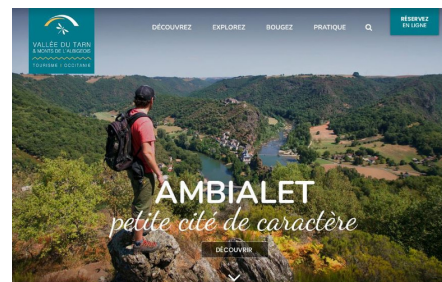 VALLÉE DU TARN
& MONTS DE L'ALBIGEOIS
TOURISME | OCCITANIE
DÉCOUVREZ EXPLOREZ BOUGEZ PRATIQUE
RÉSERVEZ
EN LIGNE
AMBIALET
petite cité de caractère
DÉCOUVRIR